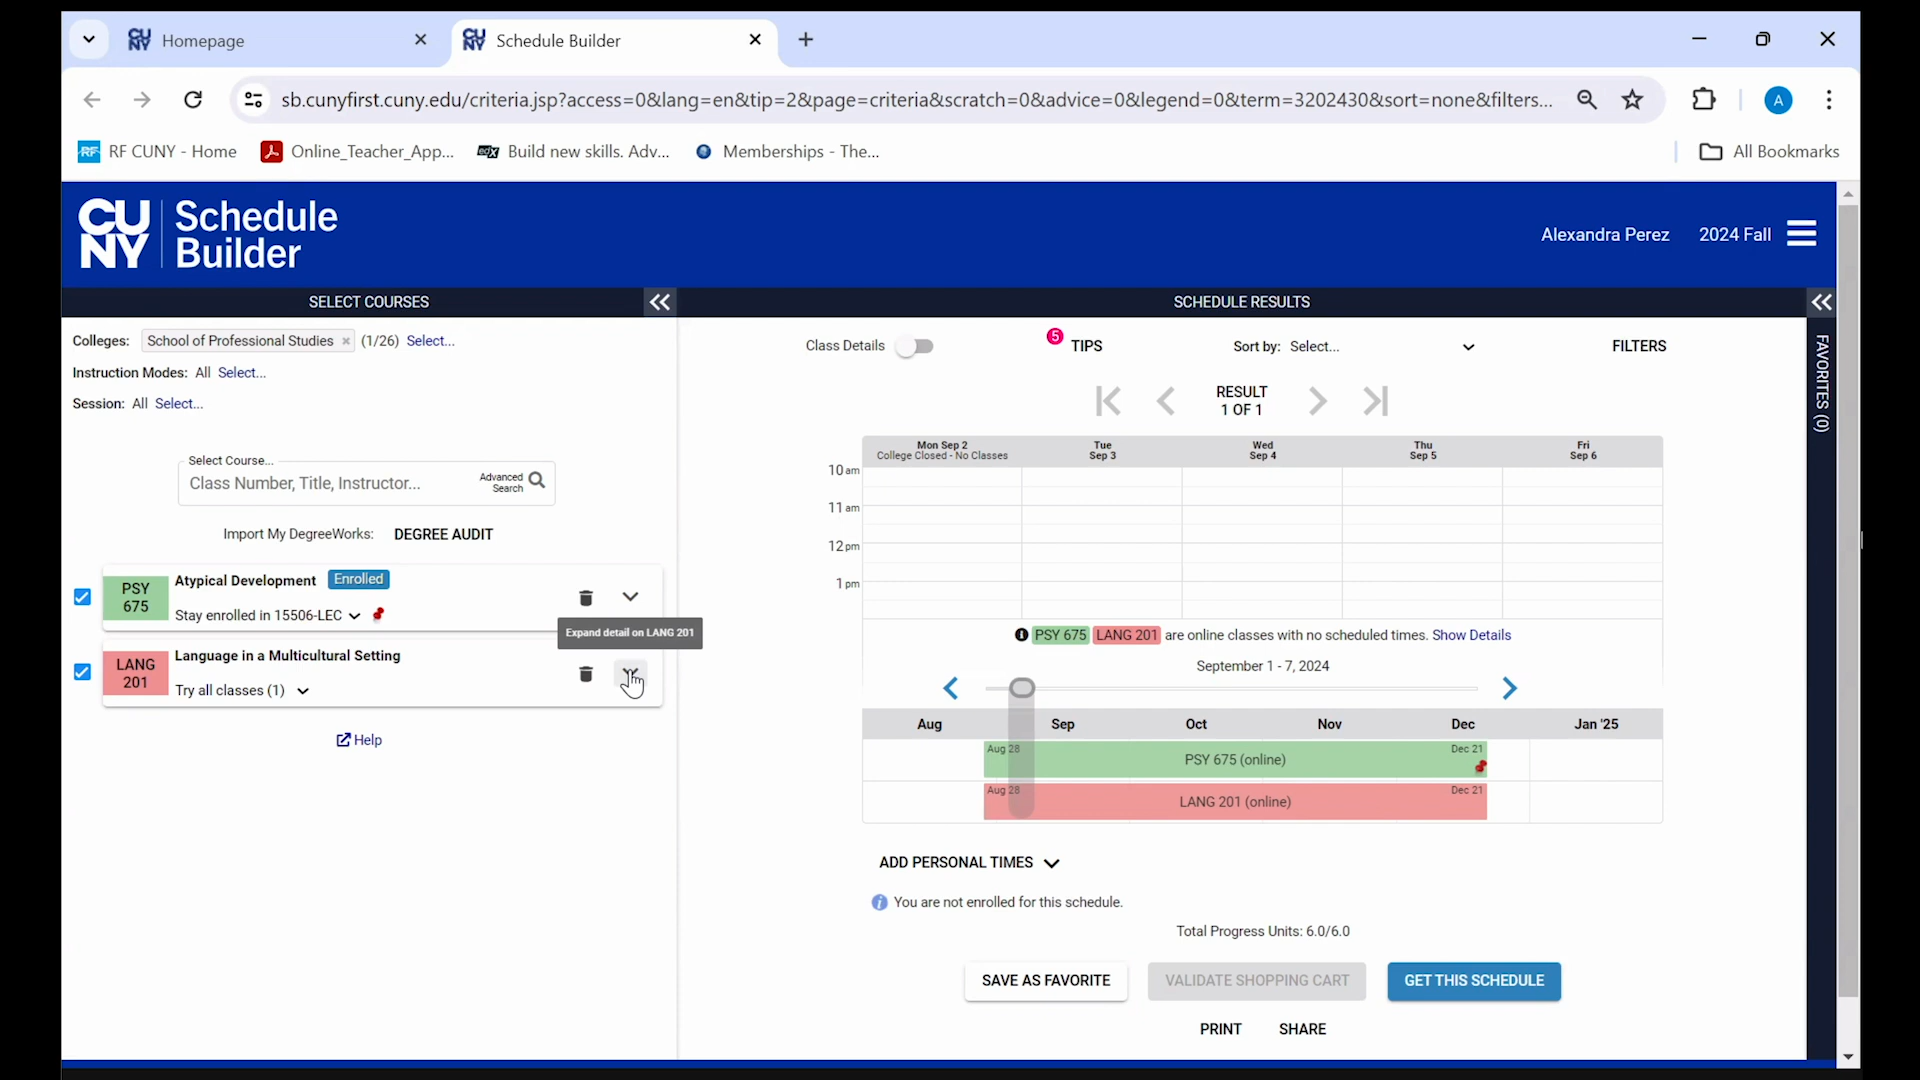 Homepage
Schedule Builder
sb.cunyfirst.cuny.edu/criteria.jsp?access=0&lang=en&tip=2&page=criteria&scratch=0&advice=0&legend=0&term=3202430&sort=none&filters...
A
RF RF CUNY - Home
Online_Teacher_App...
edX Build new skills. Adv...
Memberships - The...
All Bookmarks
CUNY Schedule Builder
Alexandra Perez
2024 Fall
SELECT COURSES
SCHEDULE RESULTS
Colleges: School of Professional Studies × (1/26) Select...
Instruction Modes: All Select...
Session: All Select...
Select Course...
Class Number, Title, Instructor...
Advanced Search
Import My DegreeWorks: DEGREE AUDIT
PSY 675
Atypical Development Enrolled
Stay enrolled in 15506-LEC
Expand detail on LANG 201
LANG 201
Language in a Multicultural Setting
Try all classes (1)
Help
Class Details
5 TIPS
Sort by: Select...
FILTERS
RESULT
1 OF 1
Mon Sep 2
College Closed - No Classes
Tue
Sep 3
Wed
Sep 4
Thu
Sep 5
Fri
Sep 6
10 am
11 am
12pm
1 pm
PSY 675 LANG 201 are online classes with no scheduled times. Show Details
September 1 - 7, 2024
Aug Sep Oct Nov Dec Jan '25
Aug 28 PSY 675 (online) Dec 21
Aug 28 LANG 201 (online) Dec 21
ADD PERSONAL TIMES
You are not enrolled for this schedule.
Total Progress Units: 6.0/6.0
SAVE AS FAVORITE
VALIDATE SHOPPING CART
GET THIS SCHEDULE
PRINT
SHARE
FAVORITES (0)